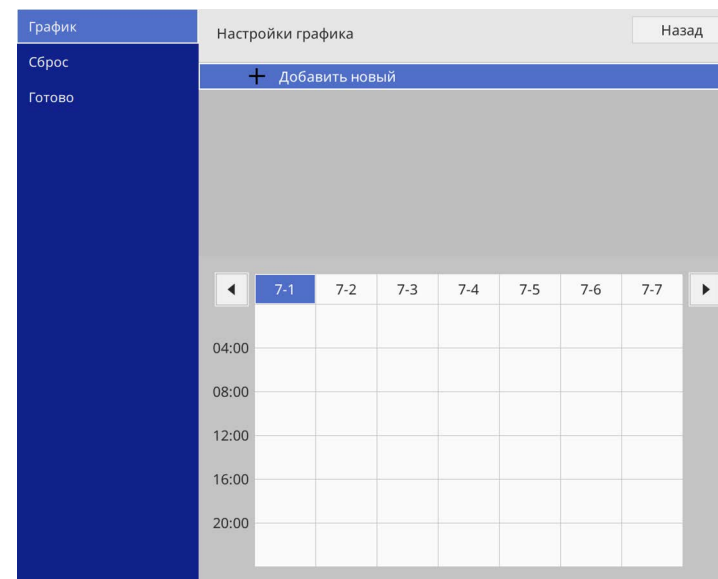 График
Сброс
Готово
Настройки графика
Назад
Добавить новый
7-1 7-2 7-3 7-4 7-5 7-6 7-7
04:00
08:00
12:00
16:00
20:00